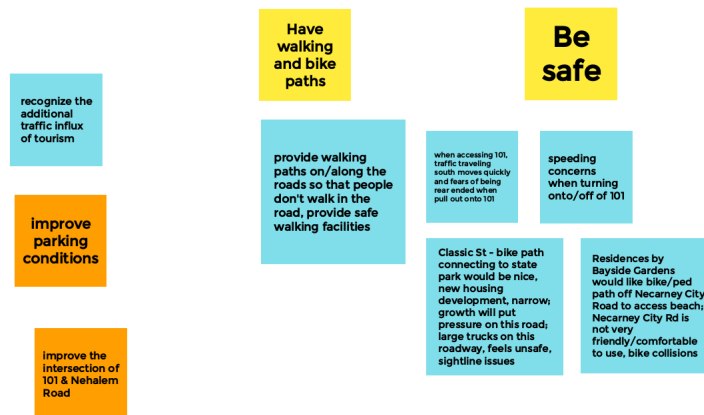 Have
walking
and bike
paths
Be
safe
recognize the
additional
traffic influx
of tourism
provide walking
paths on/along the
roads so that people
don't walk in the
road, provide safe
walking facilities
when accessing 101,
traffic traveling
south moves quickly
and fears of being
rear ended when
pull out onto 101
speeding
concerns
when turning
onto/off of 101
improve
parking
conditions
Classic St - bike path
connecting to state
park would be nice,
new housing
development, narrow;
growth will put
pressure on this road;
large trucks on this
roadway, feels unsafe,
sightline issues
Residences by
Bayside Gardens
would like bike/ped
path off Necarney City
Road to access beach;
Necarney City Rd is
not very
friendly/comfortable
to use, bike collisions
improve the
intersection of
101 & Nehalem
Road